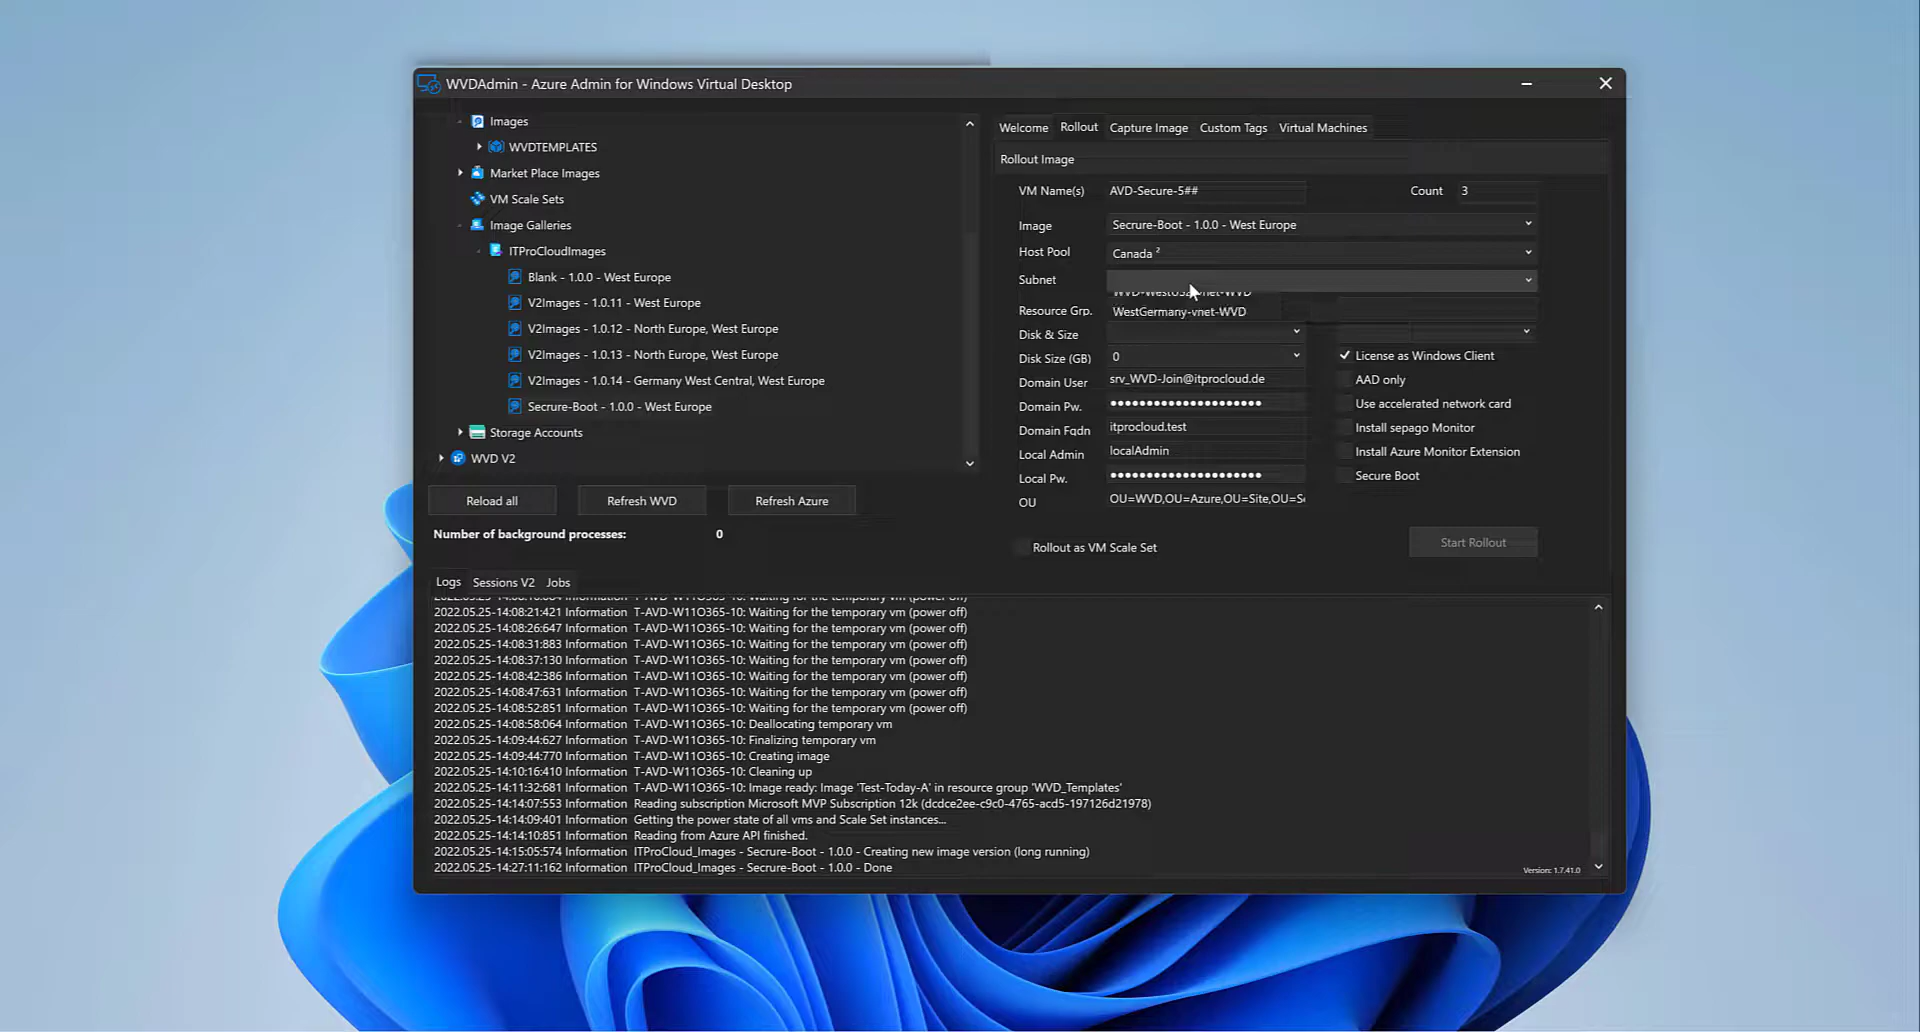 WVDAdmin - Azure Admin for Windows Virtual Desktop
Images
WVDTEMPLATES
Market Place Images
VM Scale Sets
Image Galleries
ITProCloudImages
Blank - 1.0.0 - West Europe
V2Images - 1.0.11 - West Europe
V2Images - 1.0.12 - North Europe, West Europe
V2Images - 1.0.13 - North Europe, West Europe
V2Images - 1.0.14 - Germany West Central, West Europe
Secrure-Boot - 1.0.0 - West Europe
Storage Accounts
WVD V2
Reload all
Refresh WVD
Refresh Azure
Number of background processes: 0
Welcome
Rollout
Capture Image
Custom Tags
Virtual Machines
Rollout Image
VM Name(s) AVD-Secure-5## Count 3
Image Secrure-Boot - 1.0.0 - West Europe
Host Pool Canada ²
Subnet
Resource Grp. WestGermany-vnet-WVD
Disk & Size
Disk Size (GB) 0
Domain User srv_WVD-Join@itprocloud.de
Domain Pw.
Domain Fqdn itprocloud.test
Local Admin localAdmin
Local Pw.
OU OU=WVD,OU=Azure,OU=Site,OU=S
License as Windows Client
AAD only
Use accelerated network card
Install sepago Monitor
Install Azure Monitor Extension
Secure Boot
Rollout as VM Scale Set
Start Rollout
Logs
Sessions V2
Jobs
2022.05.25-14:08:21:421 Information T-AVD-W11O365-10: Waiting for the temporary vm (power off)
2022.05.25-14:08:26:647 Information T-AVD-W11O365-10: Waiting for the temporary vm (power off)
2022.05.25-14:08:31:883 Information T-AVD-W11O365-10: Waiting for the temporary vm (power off)
2022.05.25-14:08:37:130 Information T-AVD-W11O365-10: Waiting for the temporary vm (power off)
2022.05.25-14:08:42:386 Information T-AVD-W11O365-10: Waiting for the temporary vm (power off)
2022.05.25-14:08:47:631 Information T-AVD-W11O365-10: Waiting for the temporary vm (power off)
2022.05.25-14:08:52:851 Information T-AVD-W11O365-10: Waiting for the temporary vm (power off)
2022.05.25-14:08:58:064 Information T-AVD-W11O365-10: Deallocating temporary vm
2022.05.25-14:09:44:627 Information T-AVD-W11O365-10: Finalizing temporary vm
2022.05.25-14:09:44:770 Information T-AVD-W11O365-10: Creating image
2022.05.25-14:10:16:410 Information T-AVD-W11O365-10: Cleaning up
2022.05.25-14:11:32:681 Information T-AVD-W11O365-10: Image ready: Image 'Test-Today-A' in resource group 'WVD_Templates'
2022.05.25-14:14:07:553 Information Reading subscription Microsoft MVP Subscription 12k (dcdce2ee-c9c0-4765-acd5-197126d21978)
2022.05.25-14:14:09:401 Information Getting the power state of all vms and Scale Set instances...
2022.05.25-14:14:10:851 Information Reading from Azure API finished.
2022.05.25-14:15:05:574 Information ITProCloud_Images - Secrure-Boot - 1.0.0 - Creating new image version (long running)
2022.05.25-14:27:11:162 Information ITProCloud_Images - Secrure-Boot - 1.0.0 - Done
Version: 1.7.41.0